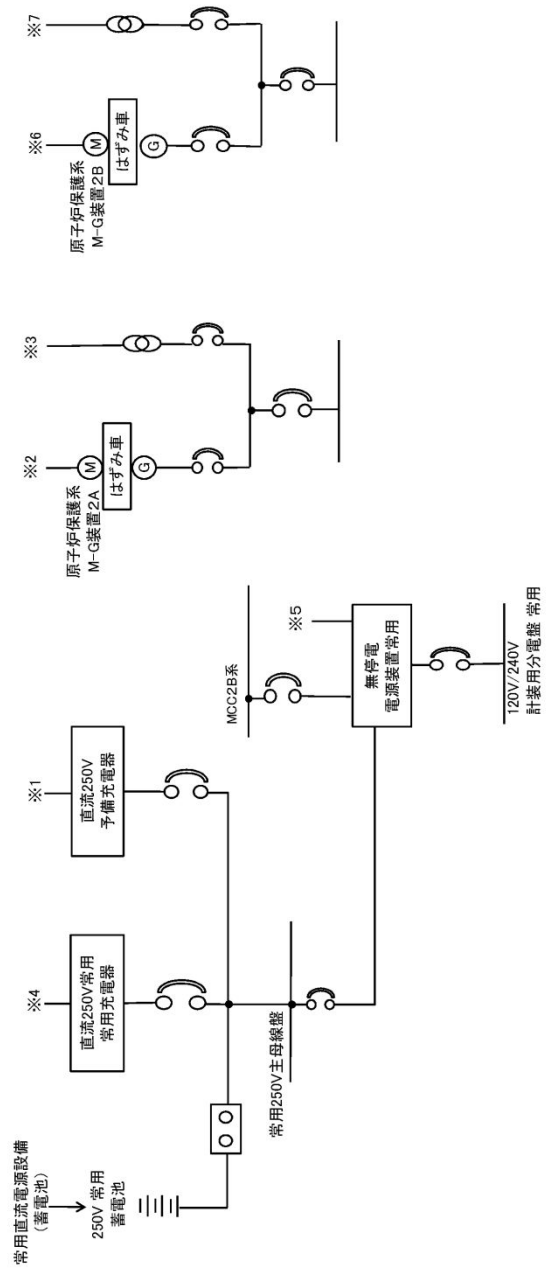 常用直流電源設備
(蓄電池)
250V 常用
蓄電池
※4
直流250V常用
常用充電器
※1
直流250V
予備充電器
常用250V主母線盤
MCC2B系
※5
無停電
電源装置常用
120V/240V
計装用分電盤 常用
※2
原子炉保護系
M-G装置2A
M
はずみ車
G
※3
※6
原子炉保護系
M-G装置2B
M
はずみ車
G
※7